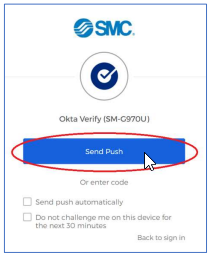 SMC.
Okta Verify (SM-G970U)
Send Push
Or enter code
Send push automatically
Do not challenge me on this device for
the next 30 minutes
Back to sign in